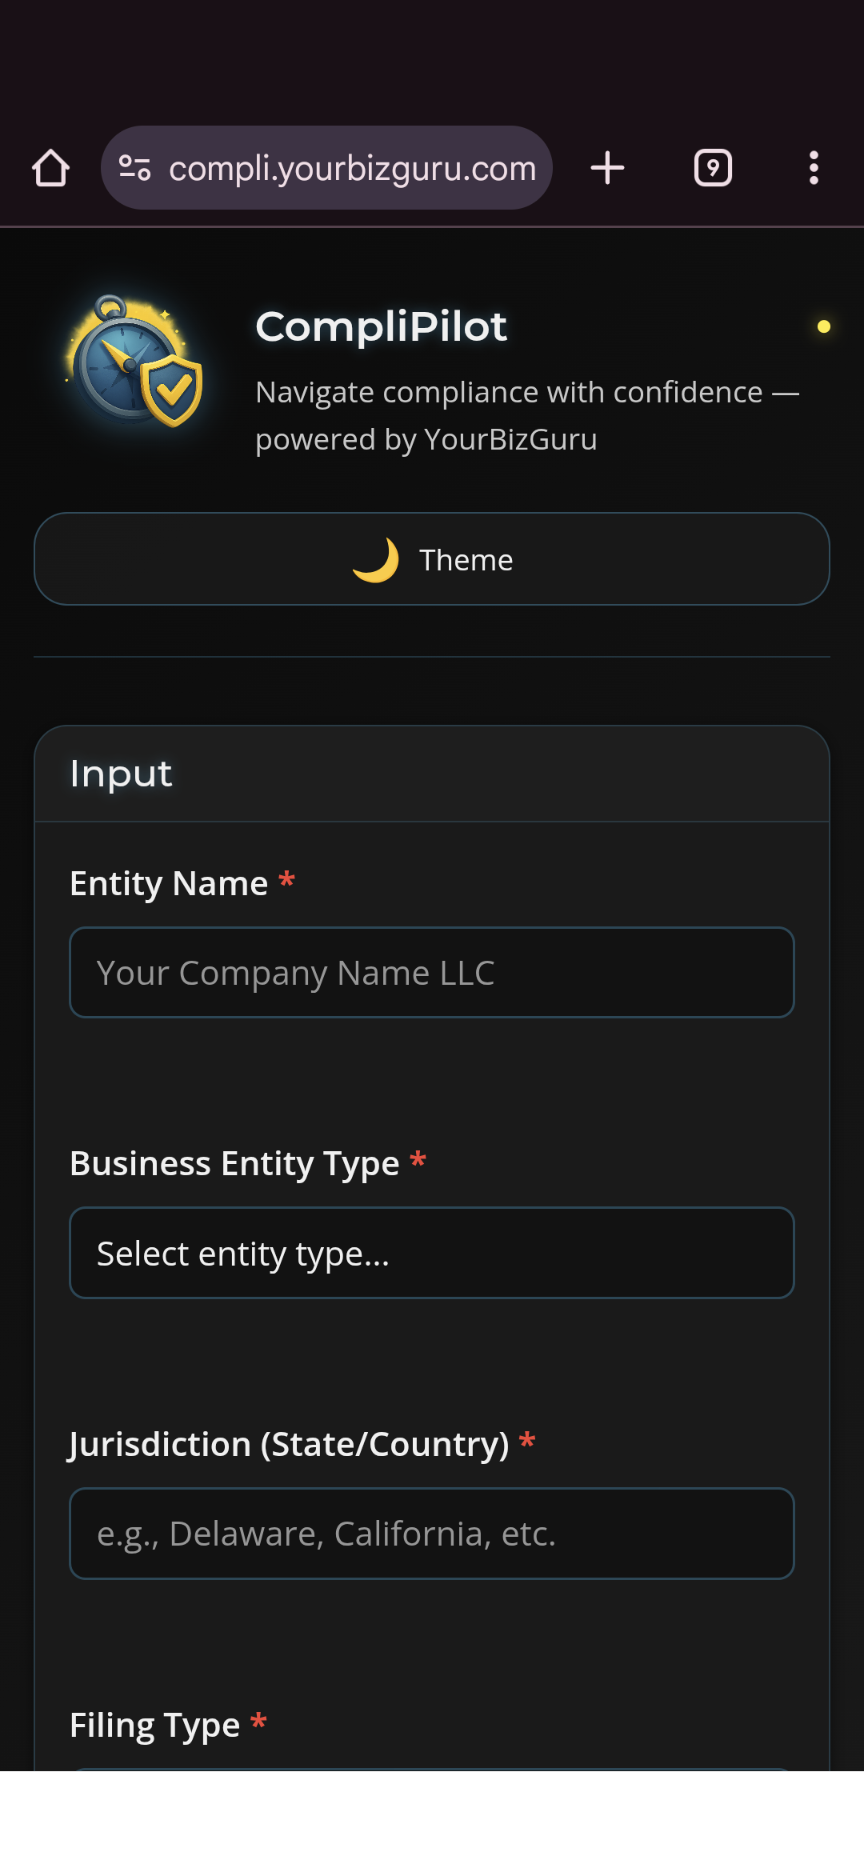 compli.yourbizguru.com
9
CompliPilot
Navigate compliance with confidence —
powered by YourBizGuru
Theme
Input
Entity Name *
Your Company Name LLC
Business Entity Type *
Select entity type...
Jurisdiction (State/Country) *
e.g., Delaware, California, etc.
Filing Type *